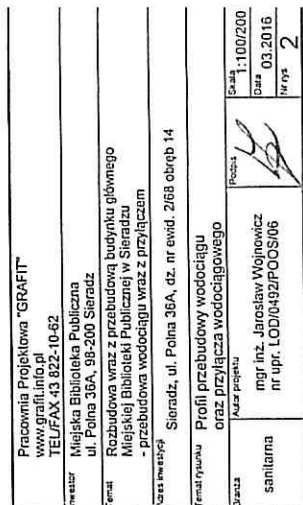 Pracownia Projektowa "GRAFIT"
www.grafit.info.pl
TEL/FAX 43 822-10-62
Inwestor
Miejska Biblioteka Publiczna
ul. Polna 36A, 98-200 Sieradz
Temat
Rozbudowa wraz z przebudową budynku głównego
Miejskiej Biblioteki Publicznej w Sieradzu
- przebudowa wodociągu wraz z przyłączem
Adres inwestycji
Sieradz, ul. Polna 36A, dz. nr ewid. 2/68 obręb 14
Temat rysunku
Profil przebudowy wodociągu
oraz przyłącza wodociągowego
Branża
sanitarna
Autor projektu
mgr inż. Jarosław Wojnowicz
nr upr. LOD/0492/POOS/06
Podpis
Skala
1:100/200
Data
03.2016
Nr rys
2